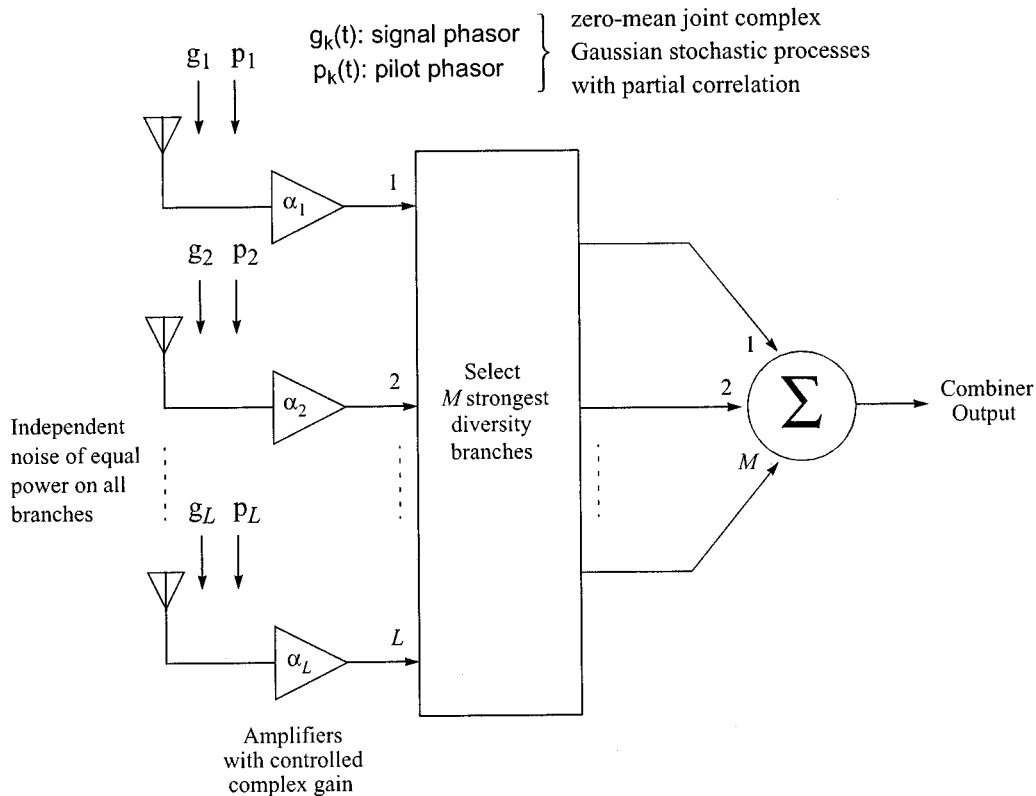 g_k(t): signal phasor
p_k(t): pilot phasor
zero-mean joint complex
Gaussian stochastic processes
with partial correlation
g_1 p_1
α_1
1
g_2 p_2
α_2
2
Independent
noise of equal
power on all
branches
g_L p_L
α_L
L
Amplifiers
with controlled
complex gain
Select
M strongest
diversity
branches
1
2
M
Σ
Combiner
Output